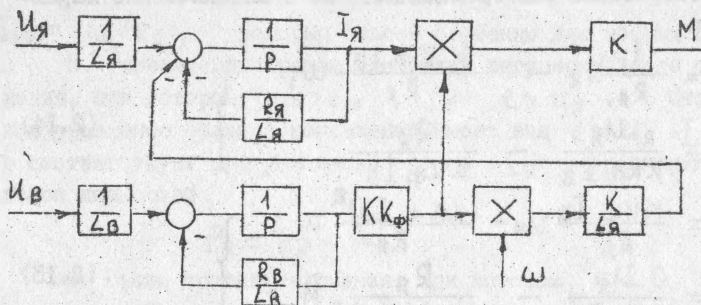 Uя 1/Lя - - 1/P Iя × K M
Rя/Lя
Uв 1/Lв - 1/P KKф × K/Lя
Rв/Lв ω